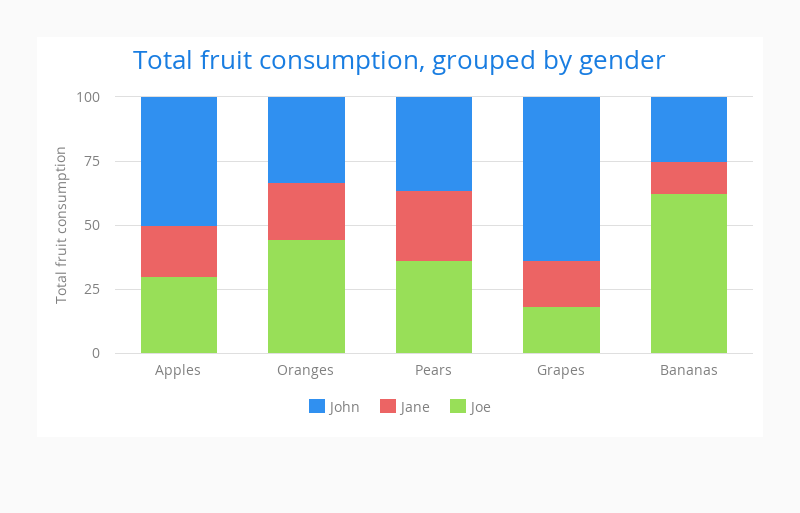 Total fruit consumption, grouped by gender
Total fruit consumption
100
75
50
25
0
Apples Oranges Pears Grapes Bananas
John Jane Joe